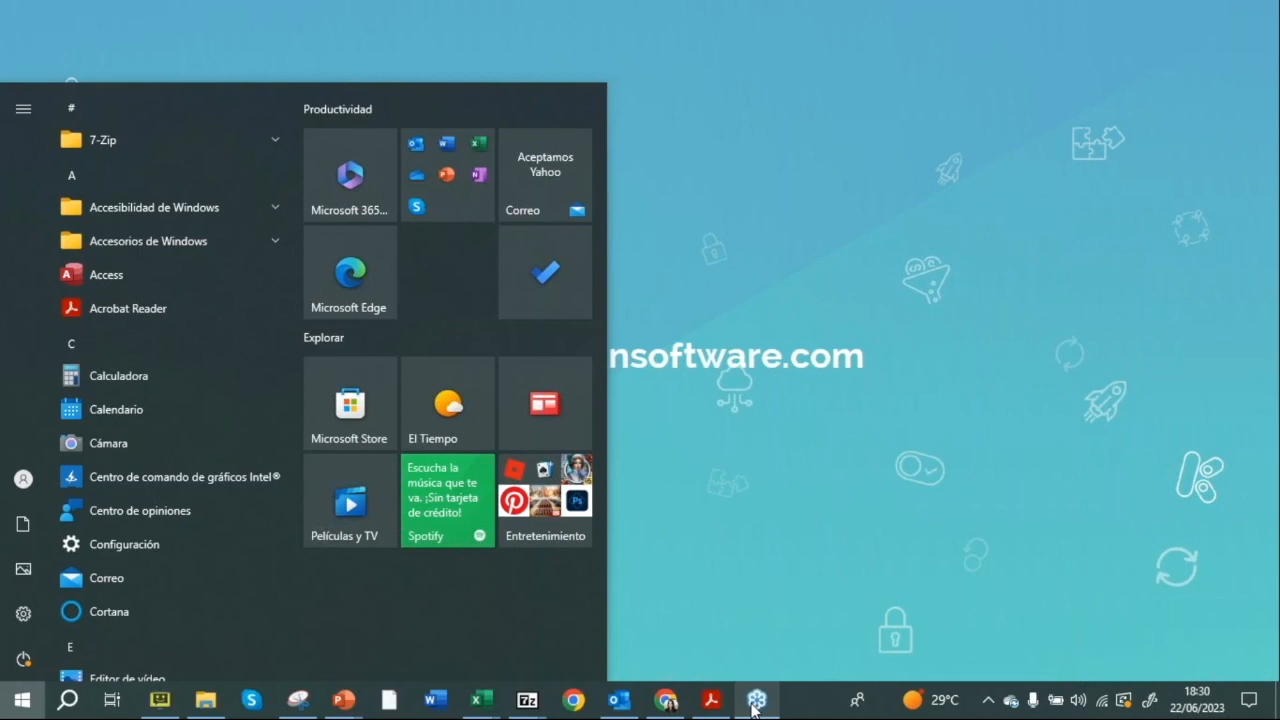 #
7-Zip
A
Accesibilidad de Windows
Accesorios de Windows
Access
Acrobat Reader
C
Calculadora
Calendario
Cámara
Centro de comando de gráficos Intel®
Centro de opiniones
Configuración
Correo
Cortana
E
Editor de vídeo
Productividad
Microsoft 365...
Aceptamos
Yahoo
Correo
Microsoft Edge
Explorar
Microsoft Store
El Tiempo
Películas y TV
Escucha la
música que te
va. ¡Sin tarjeta
de crédito!
Spotify
Entretenimiento
nsoftware.com
29°C
18:30
22/06/2023